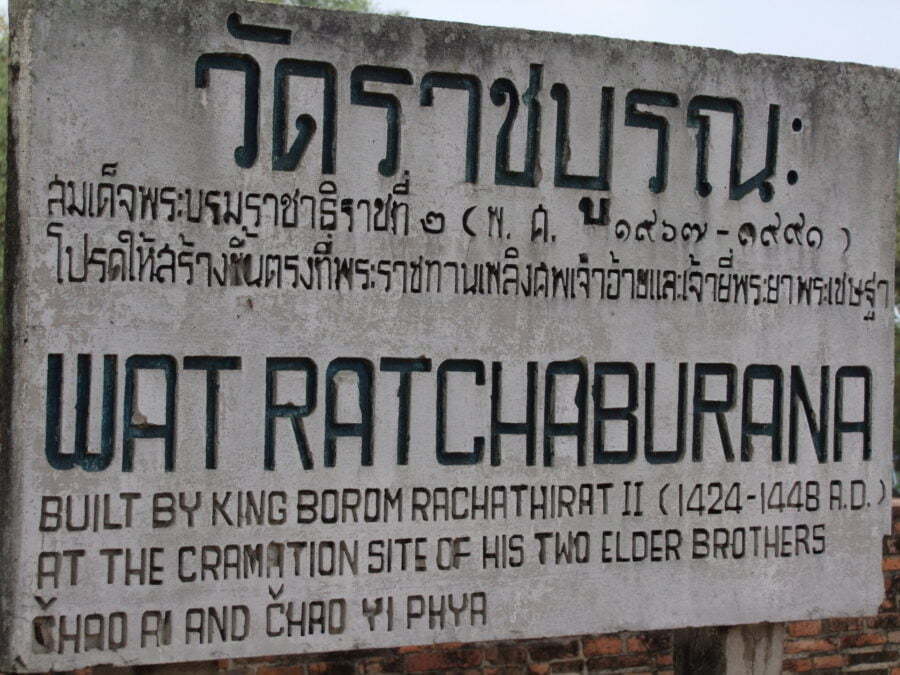 วัดราชบูรณะ
สมเด็จพระบรมราชาธิราชที่ ๒ ( พ. ศ. ๑๙๖๗ - ๑๙๙๑ )
โปรดให้สร้างขึ้นตรงที่พระราชทานเพลิงศพเจ้าอ้ายและเจ้ายี่พระยา พระเชษฐา
WAT RATCHABURANA
BUILT BY KING BOROM RACHATHIRAT II ( 1424-1448 A.D. )
AT THE CRAMATION SITE OF HIS TWO ELDER BROTHERS
ČHAO AI AND ČHAO YI PHYA